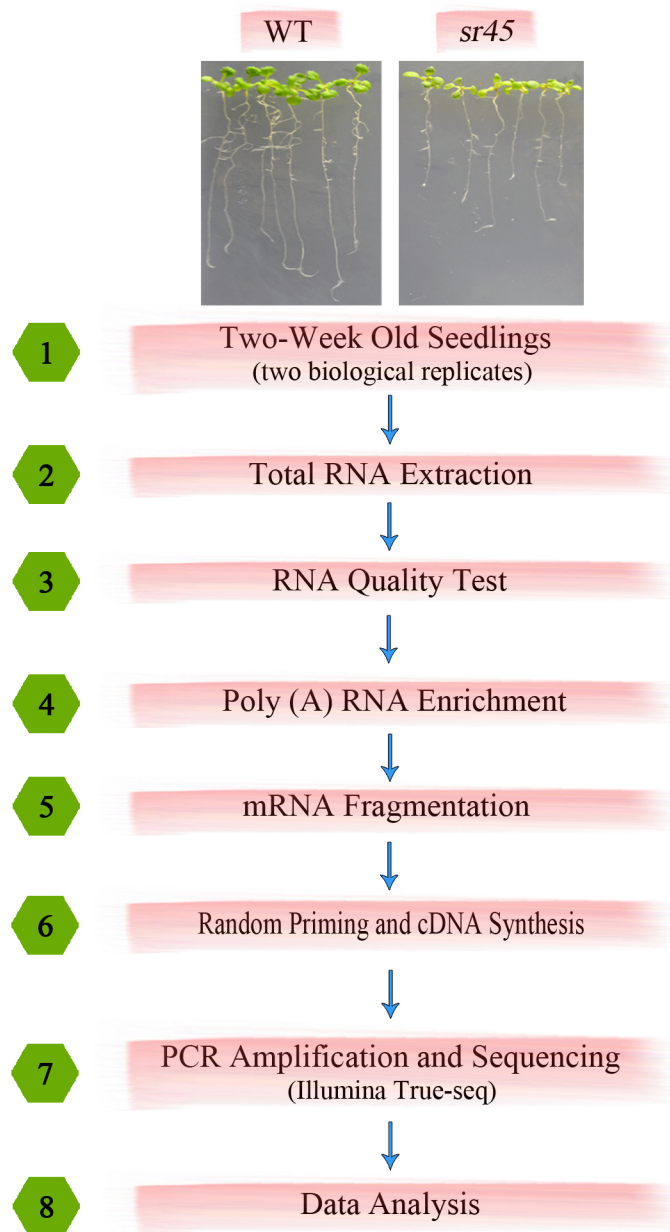 WT
sr45
1
Two-Week Old Seedlings
(two biological replicates)
2
Total RNA Extraction
3
RNA Quality Test
4
Poly (A) RNA Enrichment
5
mRNA Fragmentation
6
Random Priming and cDNA Synthesis
7
PCR Amplification and Sequencing
(Illumina True-seq)
8
Data Analysis